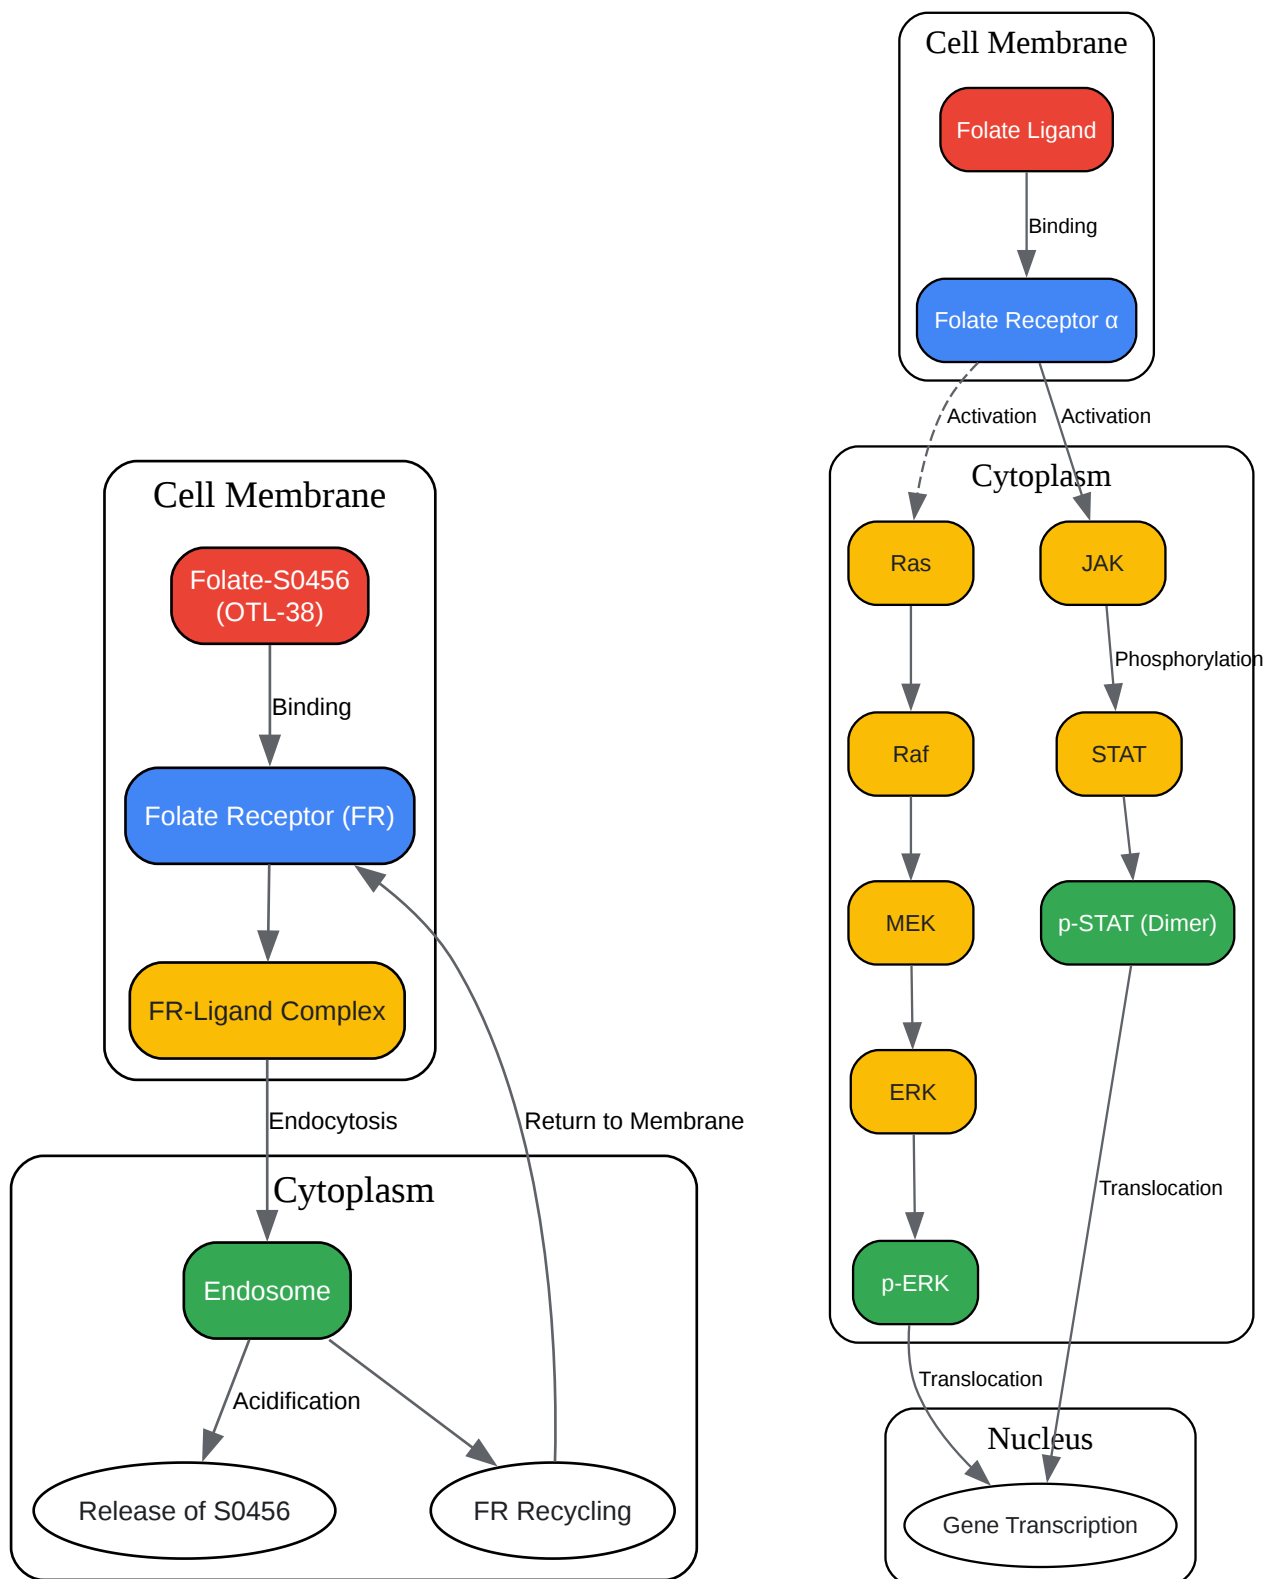 Cell Membrane
Folate-S0456
(OTL-38)
Binding
Folate Receptor (FR)
FR-Ligand Complex
Endocytosis
Return to Membrane
Cytoplasm
Endosome
Acidification
Release of S0456
FR Recycling
Cell Membrane
Folate Ligand
Binding
Folate Receptor α
Activation
Activation
Cytoplasm
Ras
JAK
Phosphorylation
Raf
STAT
MEK
p-STAT (Dimer)
ERK
Translocation
p-ERK
Translocation
Nucleus
Gene Transcription